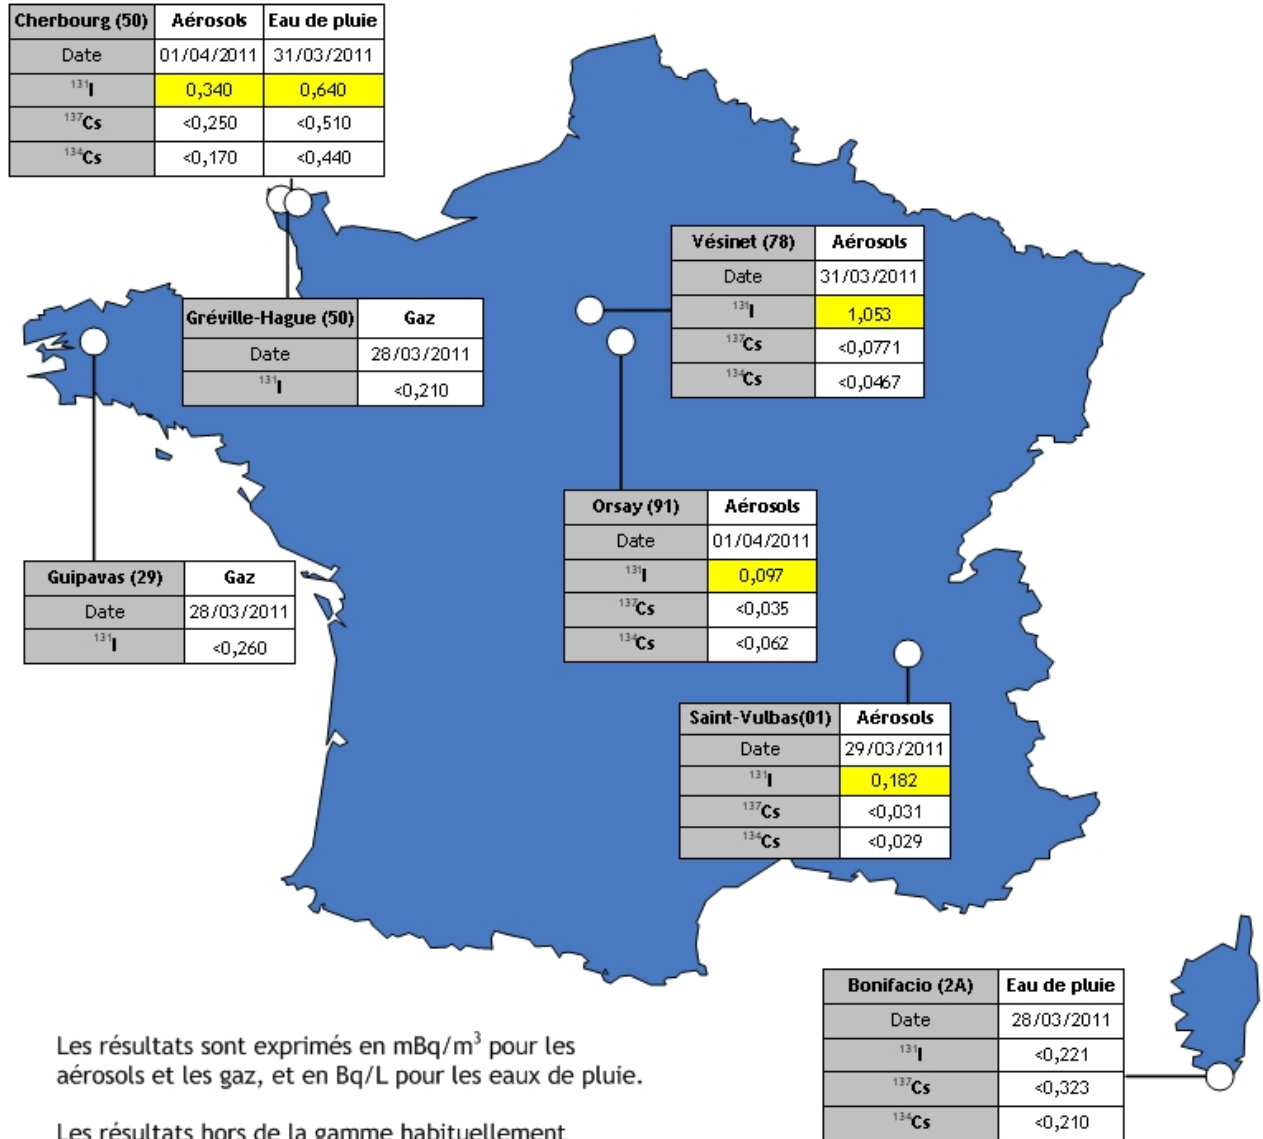 Cherbourg (50) Aérosols Eau de pluie
Date 01/04/2011 31/03/2011
131I 0,340 0,640
137Cs <0,250 <0,510
134Cs <0,170 <0,440
Vésinet (78) Aérosols
Date 31/03/2011
131I 1,053
137Cs <0,0771
134Cs <0,0467
Gréville-Hague (50) Gaz
Date 28/03/2011
131I <0,210
Orsay (91) Aérosols
Date 01/04/2011
131I 0,097
137Cs <0,035
134Cs <0,062
Guipavas (29) Gaz
Date 28/03/2011
131I <0,260
Saint-Vulbas(01) Aérosols
Date 29/03/2011
131I 0,182
137Cs <0,031
134Cs <0,029
Bonifacio (2A) Eau de pluie
Date 28/03/2011
131I <0,221
137Cs <0,323
134Cs <0,210
Les résultats sont exprimés en mBq/m³ pour les
aérosols et les gaz, et en Bq/L pour les eaux de pluie.
Les résultats hors de la gamme habituellement